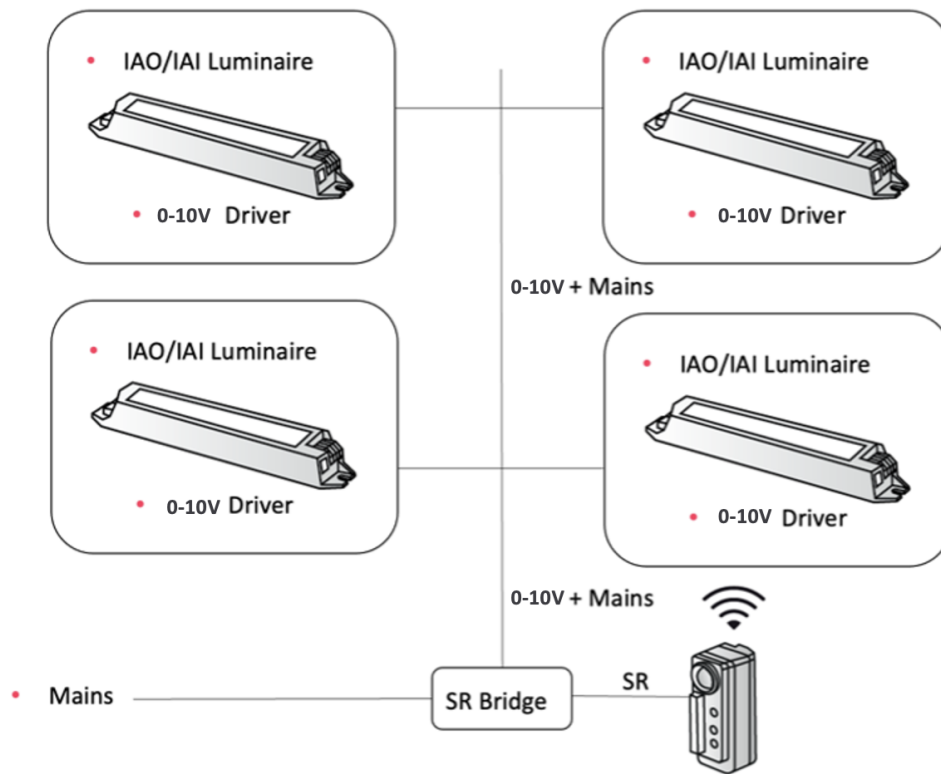 IAO/IAI Luminaire
0-10V Driver
IAO/IAI Luminaire
0-10V Driver
0-10V + Mains
IAO/IAI Luminaire
0-10V Driver
IAO/IAI Luminaire
0-10V Driver
0-10V + Mains
Mains
SR Bridge
SR